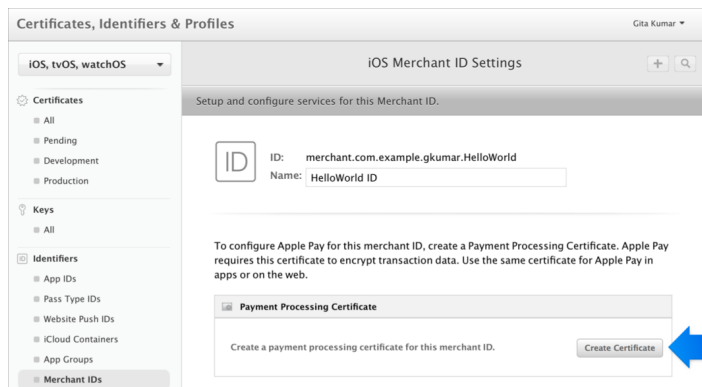 Certificates, Identifiers & Profiles
Gita Kumar
iOS, tvOS, watchOS
iOS Merchant ID Settings
Certificates
All
Pending
Development
Production
Keys
All
Identifiers
App IDs
Pass Type IDs
Website Push IDs
iCloud Containers
App Groups
Merchant IDs
Setup and configure services for this Merchant ID.
ID
ID: merchant.com.example.gkumar.HelloWorld
Name: HelloWorld ID
To configure Apple Pay for this merchant ID, create a Payment Processing Certificate. Apple Pay
requires this certificate to encrypt transaction data. Use the same certificate for Apple Pay in
apps or on the web.
Payment Processing Certificate
Create a payment processing certificate for this merchant ID.
Create Certificate